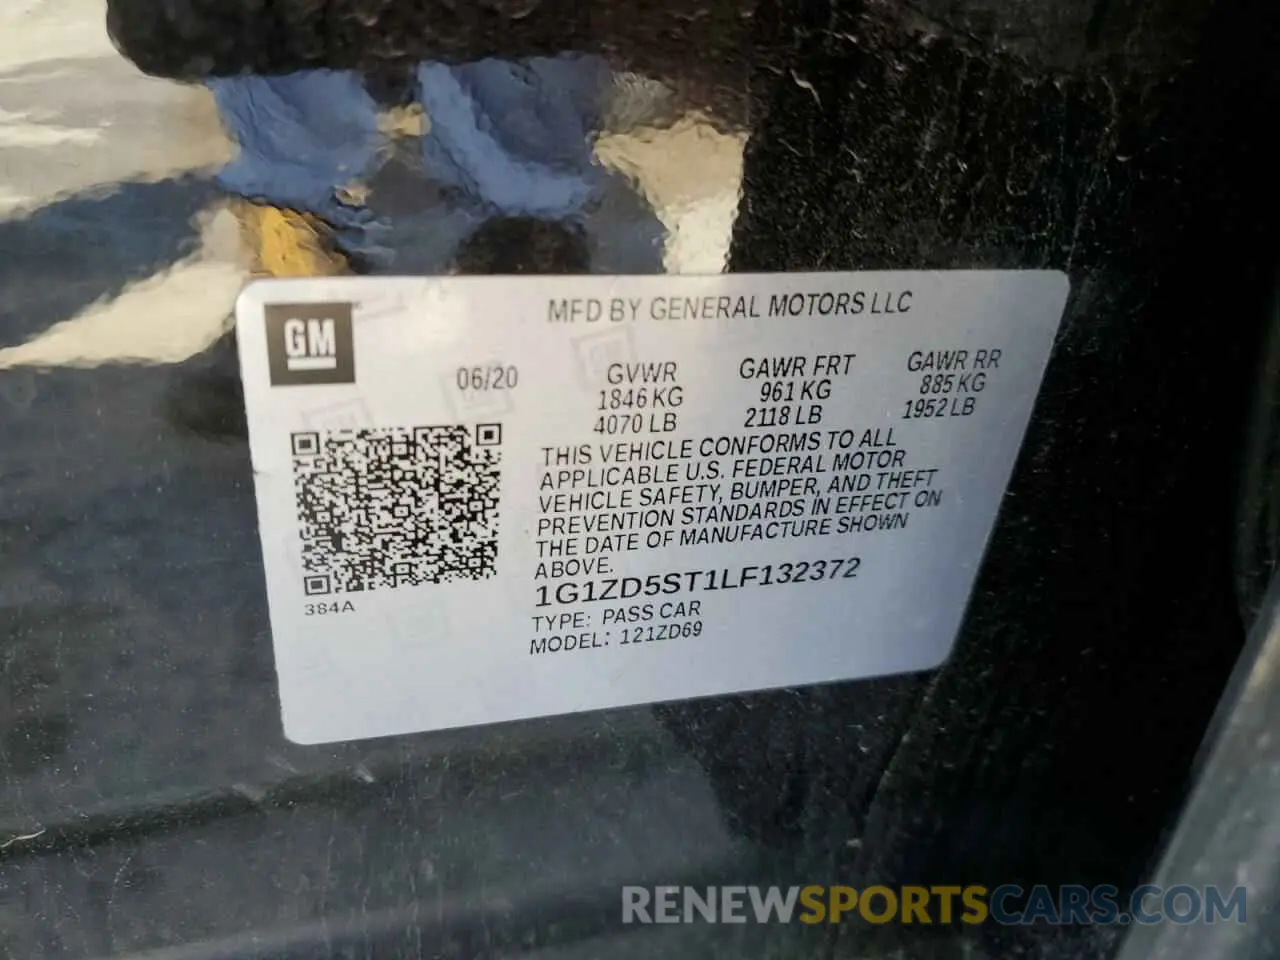 MFD BY GENERAL MOTORS LLC
GM
06/20
GVWR
1846 KG
4070 LB
GAWR FRT
961 KG
2118 LB
GAWR RR
885 KG
1952 LB
THIS VEHICLE CONFORMS TO ALL
APPLICABLE U.S. FEDERAL MOTOR
VEHICLE SAFETY, BUMPER, AND THEFT
PREVENTION STANDARDS IN EFFECT ON
THE DATE OF MANUFACTURE SHOWN
ABOVE.
1G1ZD5ST1LF132372
TYPE: PASS CAR
MODEL: 121ZD69
384A
RENEWSPORTSCARS.COM